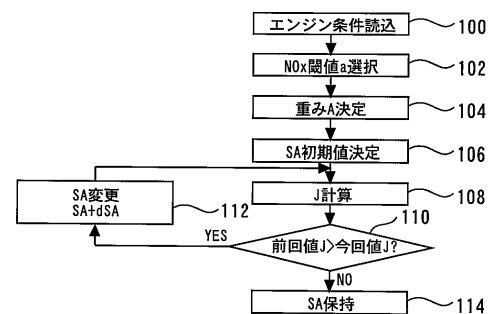 エンジン条件読込
100
NOx閾値a選択
102
重みA決定
104
SA初期値決定
106
SA変更
SA+dSA
112
J計算
108
110
YES
前回値J>今回値J?
NO
SA保持
114